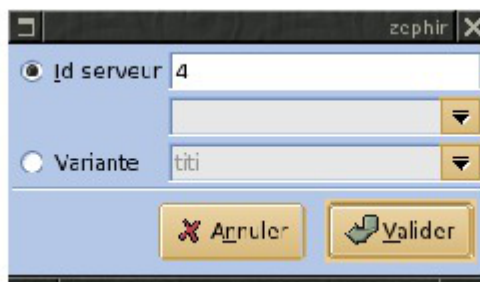 zephir
Id serveur 4
Variante titi
Annuler Valider